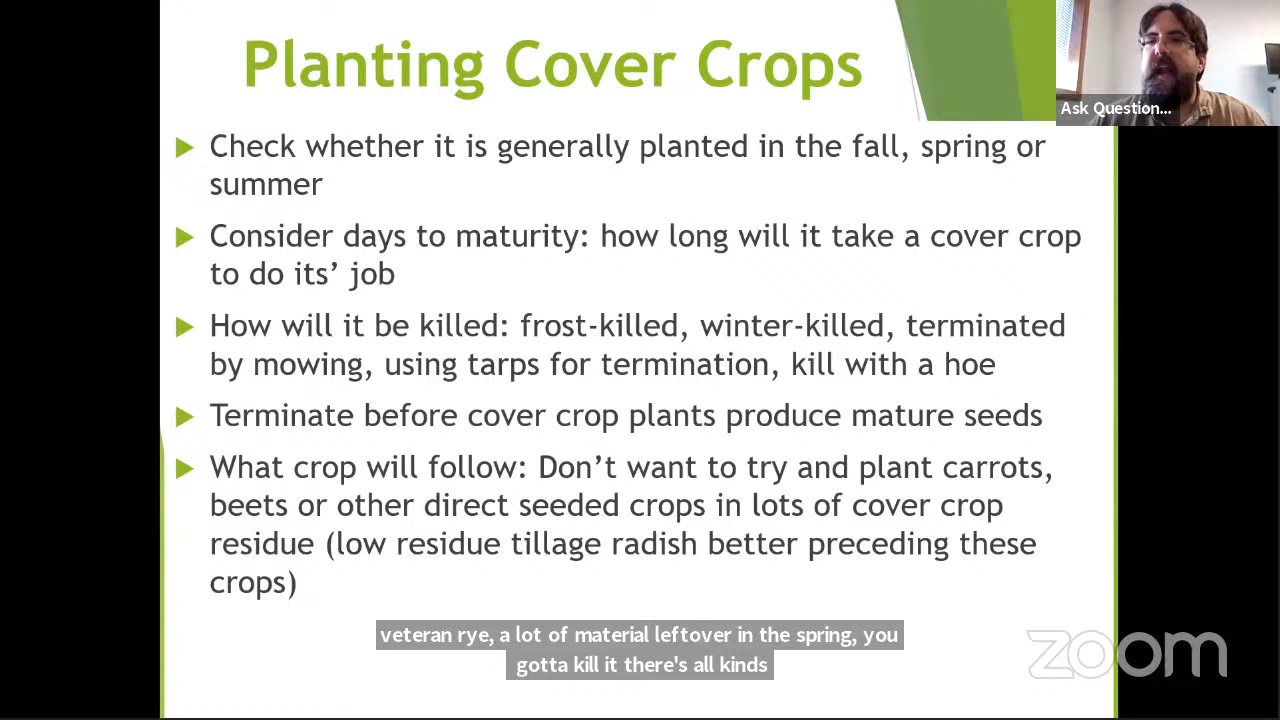 Planting Cover Crops
Ask Question...
Check whether it is generally planted in the fall, spring or
summer
Consider days to maturity: how long will it take a cover crop
to do its’ job
How will it be killed: frost-killed, winter-killed, terminated
by mowing, using tarps for termination, kill with a hoe
Terminate before cover crop plants produce mature seeds
What crop will follow: Don’t want to try and plant carrots,
beets or other direct seeded crops in lots of cover crop
residue (low residue tillage radish better preceding these
crops)
veteran rye, a lot of material leftover in the spring, you
gotta kill it there's all kinds
zoom